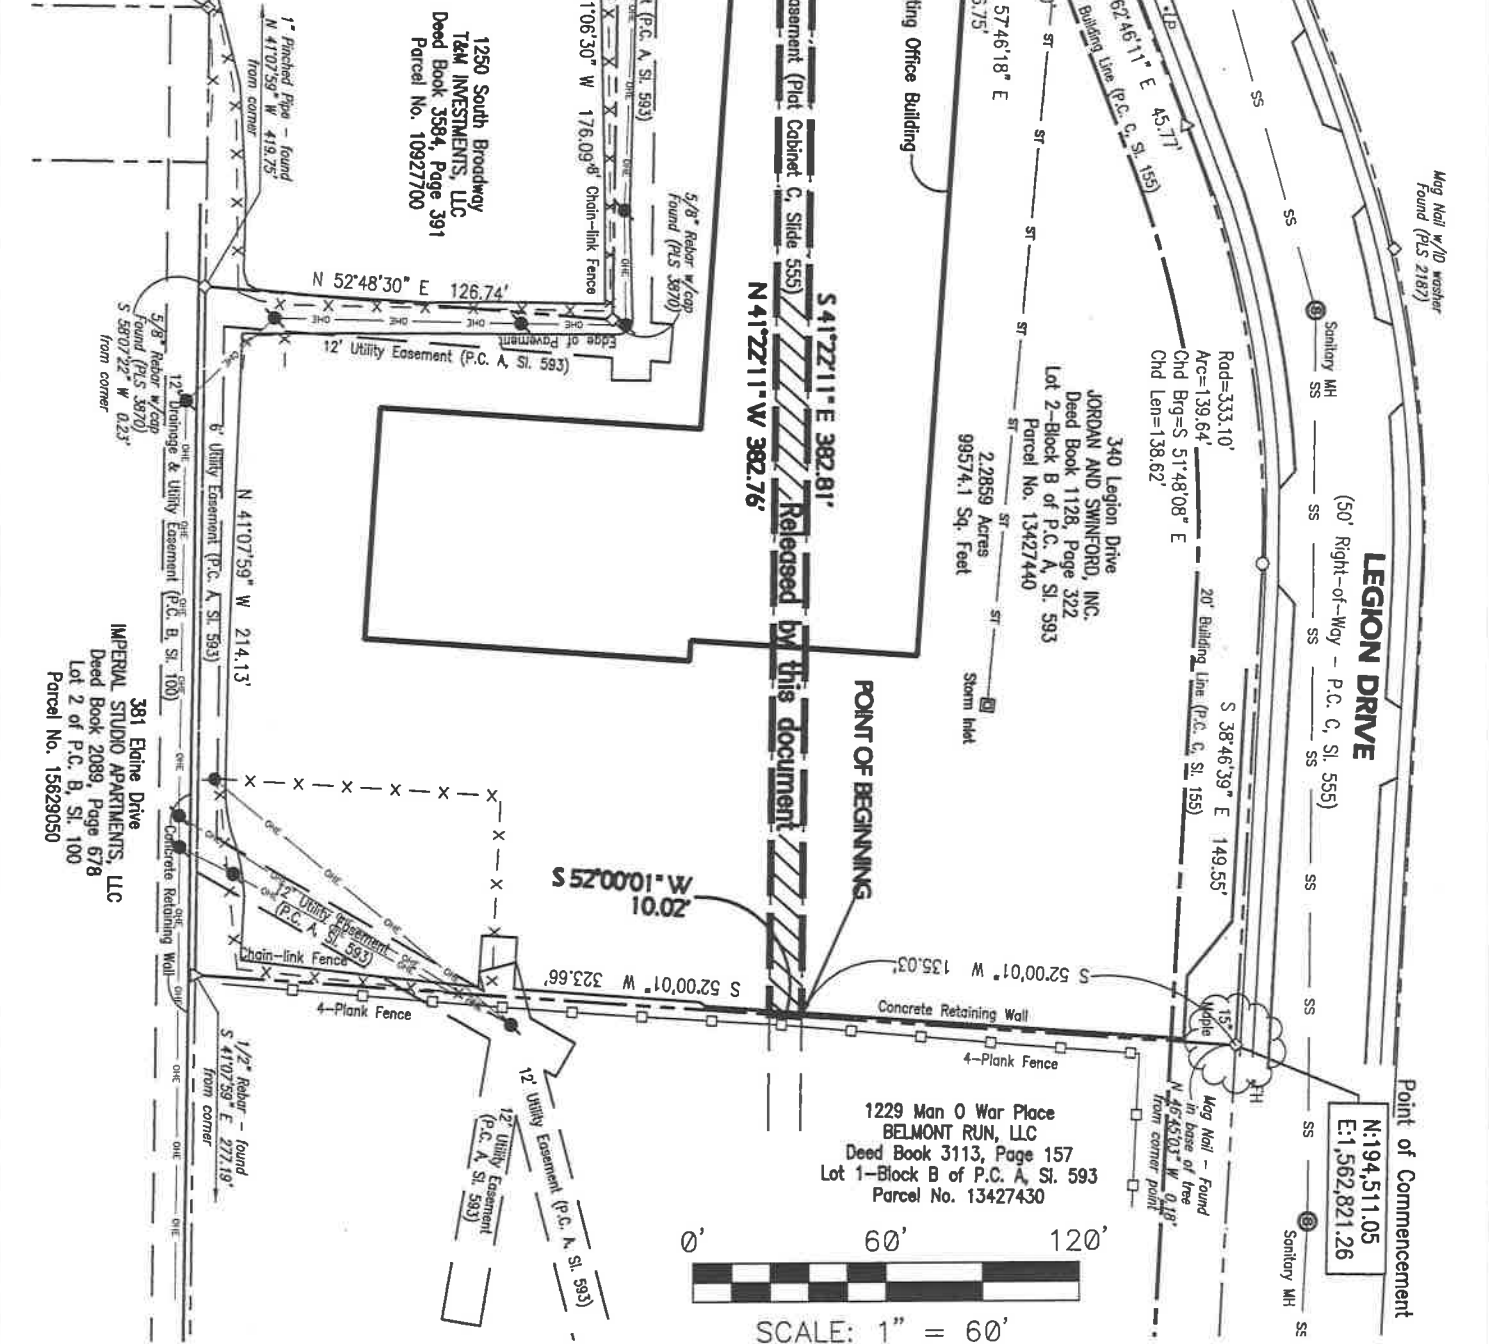 1" Pinched Pipe - found
N 41°07'59" W 419.75'
from corner
1250 South Broadway
T&M INVESTMENTS, LLC
Deed Book 3584, Page 391
Parcel No. 10927700
1°06'30" W 176.09'
8' Chain-link Fence
(P.C. A, Sl. 593)
5/8" Rebar w/cap
Found (PLS 3870)
asement (Plat Cabinet C, Slide 555)
ting Office Building
57°46'18" E
6.75'
62°46'11" E 45.77'
Building Line (P.C. C, Sl. 155)
LP
Mag Nail w/ID washer
Found (PLS 2187)
Sanitary MH
LEGION DRIVE
(50' Right-of-Way - P.C. C, Sl. 555)
Rad=333.10'
Arc=139.64'
Chd Brg=S 51°48'08" E
Chd Len=138.62'
20' Building Line (P.C. C, Sl. 155)
S 38°46'39" E 149.55'
340 Legion Drive
JORDAN AND SWINFORD, INC.
Deed Book 1128, Page 322
Lot 2-Block B of P.C. A, Sl. 593
Parcel No. 13427440
2.2859 Acres
99574.1 Sq. Feet
Storm Inlet
S 41°22'11" E 382.81'
N 41°22'11" W 382.76'
Released by this document
POINT OF BEGINNING
S 52°00'01" W
10.02'
N 52°48'30" E 126.74'
Edge of Pavement
12' Utility Easement (P.C. A, Sl. 593)
5/8" Rebar w/cap
Found (PLS 3870)
S 58°07'22" W 0.23'
from corner
12' Drainage & Utility Easement (P.C. B, Sl. 100)
6' Utility Easement (P.C. A, Sl. 593)
N 41°07'59" W 214.13'
381 Elaine Drive
IMPERIAL STUDIO APARTMENTS, LLC
Deed Book 2089, Page 678
Lot 2 of P.C. B, Sl. 100
Parcel No. 15629050
Concrete Retaining Wall
12' Utility Easement
(P.C. A, Sl. 593)
Chain-link Fence
4-Plank Fence
S 52°00'01" W 323.66'
S 52°00'01" W 135.03'
Concrete Retaining Wall
4-Plank Fence
15"
Maple
FH
Mag Nail - Found
in base of tree
N 46°45'03" W 0.18'
from corner point
Point of Commencement
N:194,511.05
E:1,562,821.26
Sanitary MH
1/2" Rebar - found
S 41°07'59" E 277.19'
from corner
12' Utility Easement (P.C. A, Sl. 593)
12' Utility Easement
(P.C. A, Sl. 593)
1229 Man O War Place
BELMONT RUN, LLC
Deed Book 3113, Page 157
Lot 1-Block B of P.C. A, Sl. 593
Parcel No. 13427430
0' 60' 120'
SCALE: 1" = 60'